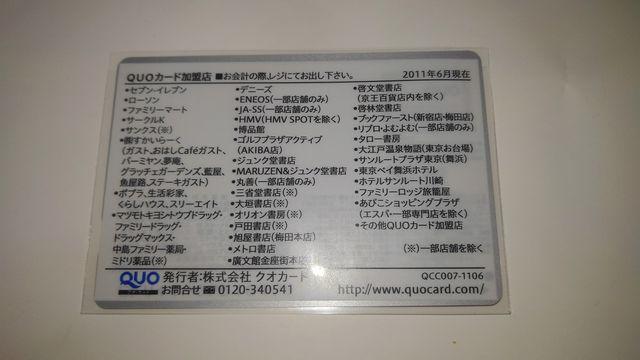 QUOカード加盟店 ■お会計の際、レジにてお出し下さい。 2011年6月現在
•セブン-イレブン
•ローソン
•ファミリーマート
•サークルK
•サンクス(※)
•㈱すかいらーく
(ガスト、おはしCaféガスト、
バーミヤン、夢庵、
グラッチェガーデンズ、藍屋、
魚屋路、ステーキガスト)
•ポプラ、生活彩家、
くらしハウス、スリーエイト
•マツモトキヨシトウブドラッグ・
ファミリードラッグ・
ドラッグマックス・
中島ファミリー薬局・
ミドリ薬品(※)
•デニーズ
•ENEOS(一部店舗のみ)
•JA-SS(一部店舗のみ)
•HMV(HMV SPOTを除く)
•博品館
•ゴルフプラザアクティブ
(AKIBA店)
•ジュンク堂書店
•MARUZEN&ジュンク堂書店
•丸善(一部店舗のみ)
•三省堂書店(※)
•大垣書店(※)
•オリオン書房(※)
•戸田書店(※)
•旭屋書店(梅田本店)
•メトロ書店
•廣文館金座街本店
•啓文堂書店
(京王百貨店内を除く)
•啓林堂書店
•ブックファースト(新宿店・梅田店)
•リブロ・よむよむ(一部店舗のみ)
•タロー書房
•大江戸温泉物語(東京お台場)
•サンルートプラザ東京(舞浜)
•東京ベイ舞浜ホテル
•ホテルサンルート川崎
•ファミリーロッジ旅籠屋
•あびこショッピングプラザ
(エスパ・一部専門店を除く)
•その他QUOカード加盟店
(※)一部店舗を除く
QUO 発行者:株式会社 クオカード QCC007-1106
お問合せ 0120-340541 http://www.quocard.com/